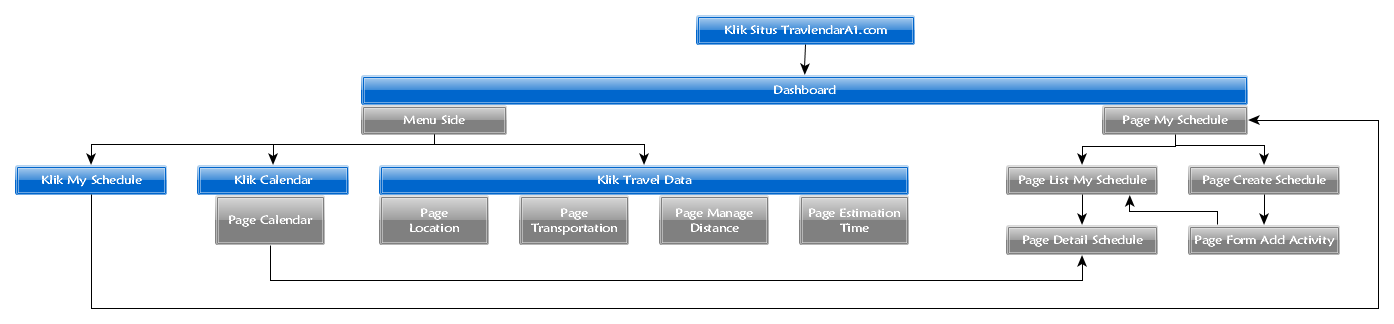 Klik Situs TravlendarA1.com
Dashboard
Menu Side
Page My Schedule
Klik My Schedule
Klik Calendar
Klik Travel Data
Page List My Schedule
Page Create Schedule
Page Calendar
Page
Location
Page
Transportation
Page Manage
Distance
Page Estimation
Time
Page Detail Schedule
Page Form Add Activity